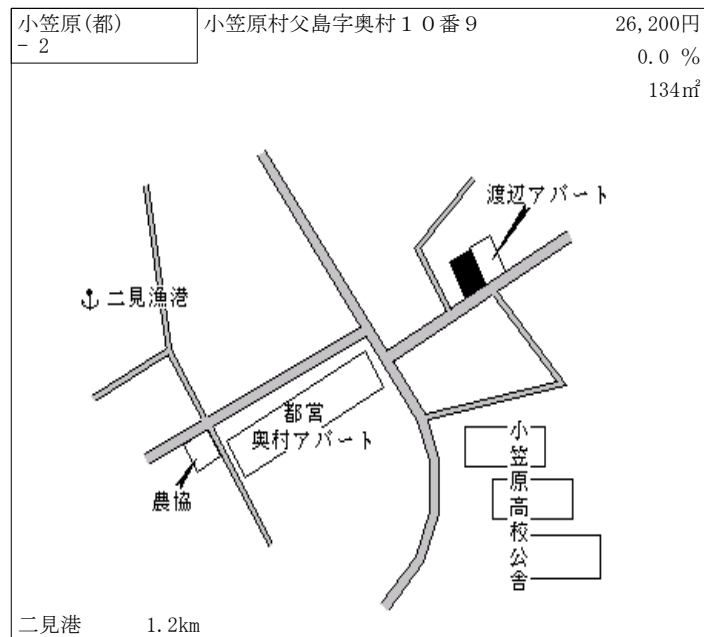 小笠原(都)
－２
小笠原村父島字奥村１０番９
26,200円
0.0 %
134㎡
渡辺アパート
二見漁港
都営
奥村アパート
農協
小笠原高校公舎
二見港 1.2km